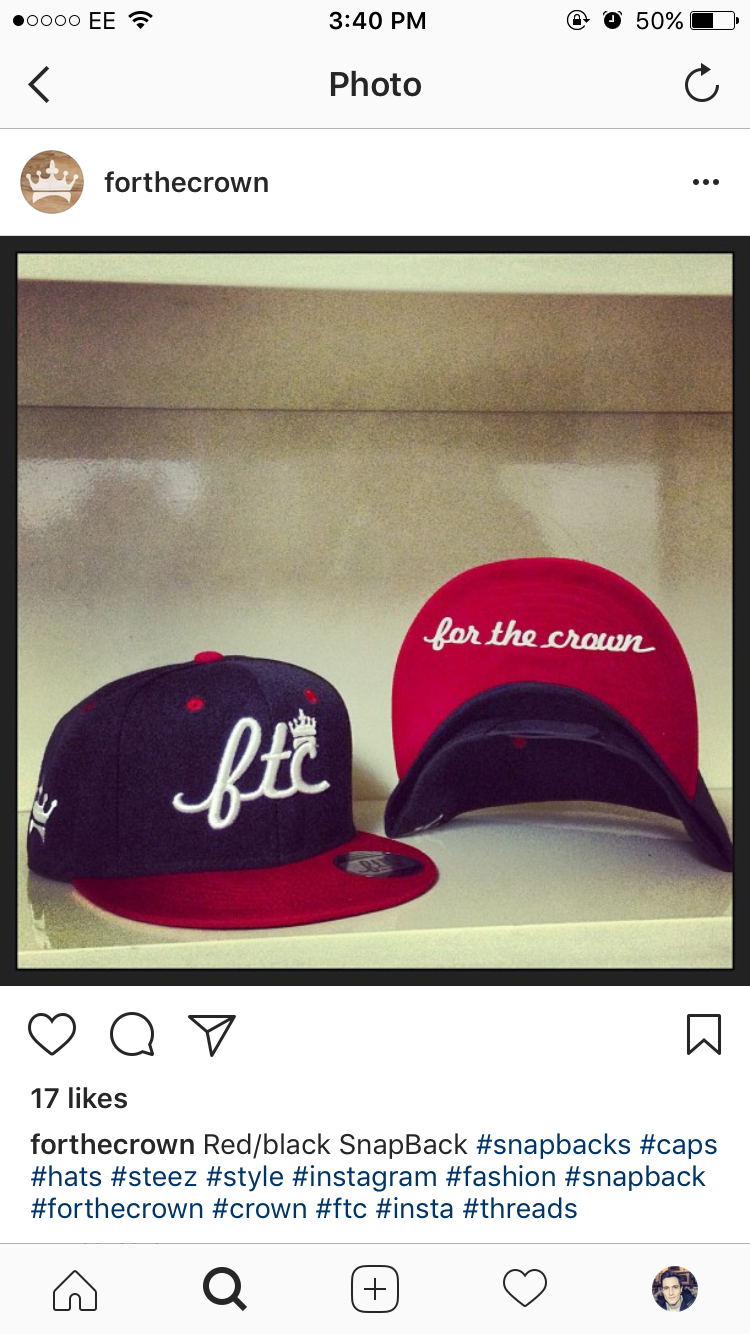 EE 3:40 PM 50%
Photo
forthecrown
for the crown
ftc
17 likes
forthecrown Red/black SnapBack #snapbacks #caps
#hats #steez #style #instagram #fashion #snapback
#forthecrown #crown #ftc #insta #threads